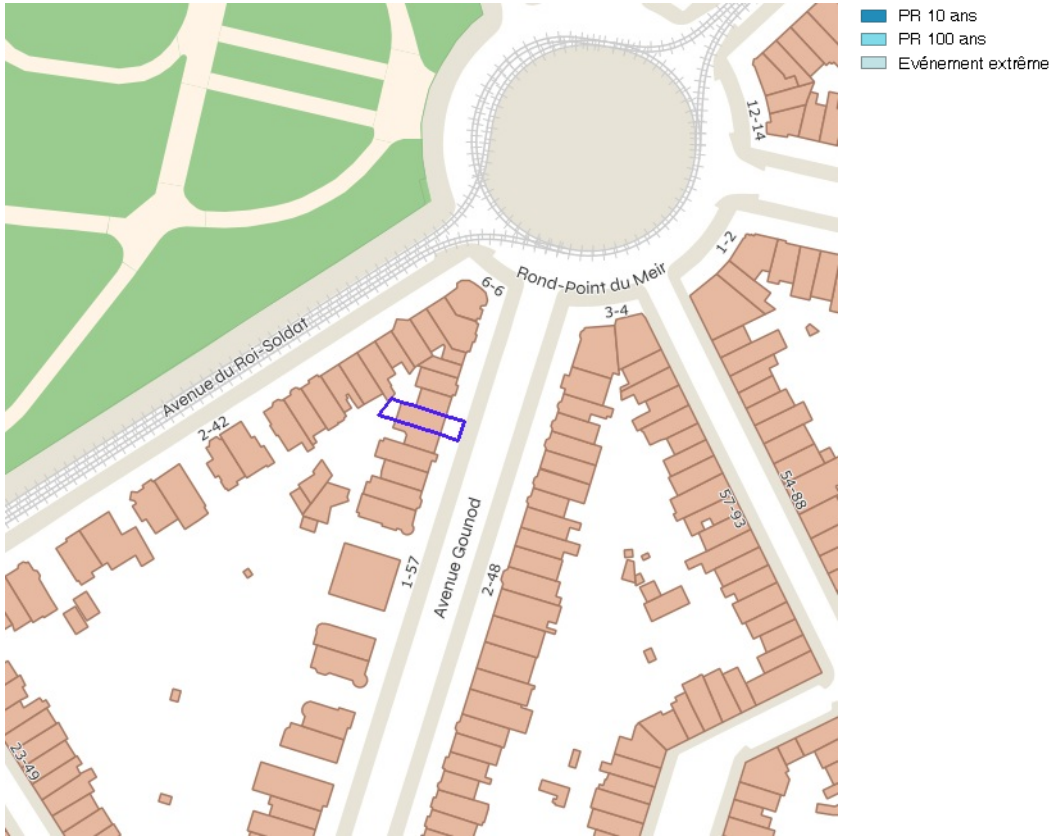 PR 10 ans
PR 100 ans
Evénement extrême
12-14
1-2
Rond-Point du Meir
6-6
3-4
Avenue du Roi-Soldat
2-42
54-88
57-93
Avenue Gounod
1-57
2-48
23-49